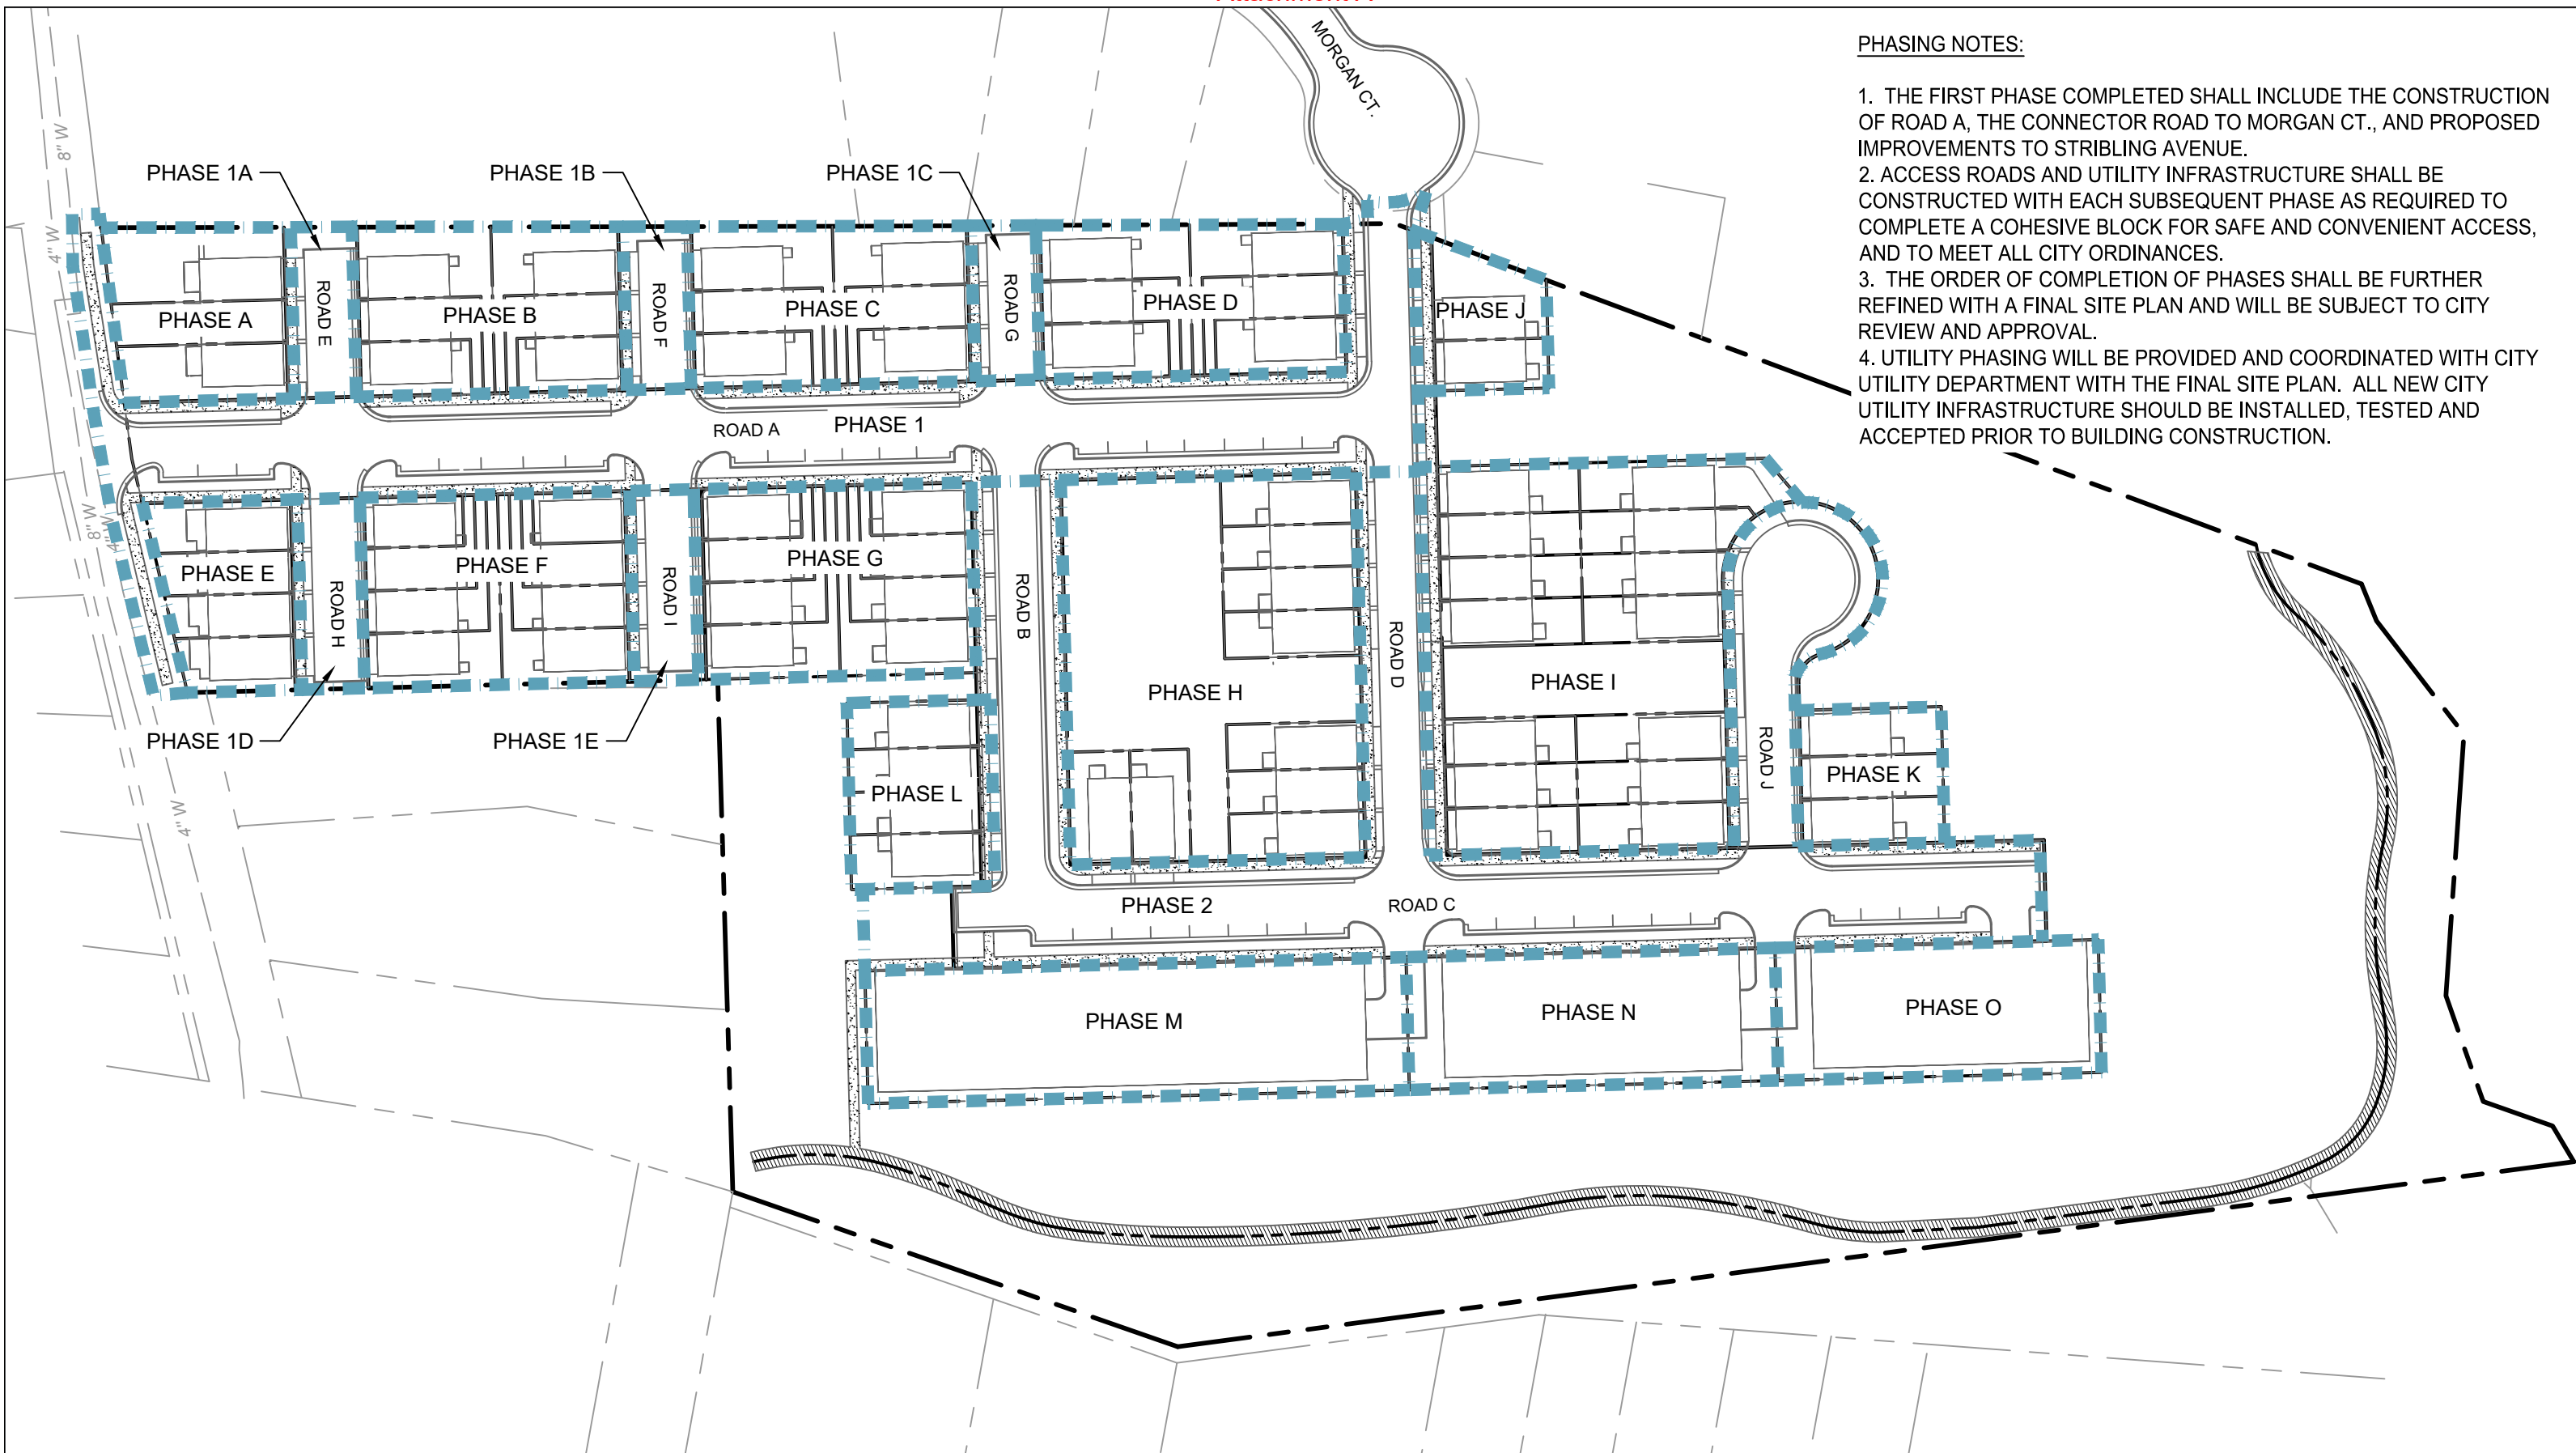 MORGAN CT.
PHASING NOTES:
1. THE FIRST PHASE COMPLETED SHALL INCLUDE THE CONSTRUCTION
OF ROAD A, THE CONNECTOR ROAD TO MORGAN CT., AND PROPOSED
IMPROVEMENTS TO STRIBLING AVENUE.
2. ACCESS ROADS AND UTILITY INFRASTRUCTURE SHALL BE
CONSTRUCTED WITH EACH SUBSEQUENT PHASE AS REQUIRED TO
COMPLETE A COHESIVE BLOCK FOR SAFE AND CONVENIENT ACCESS,
AND TO MEET ALL CITY ORDINANCES.
3. THE ORDER OF COMPLETION OF PHASES SHALL BE FURTHER
REFINED WITH A FINAL SITE PLAN AND WILL BE SUBJECT TO CITY
REVIEW AND APPROVAL.
4. UTILITY PHASING WILL BE PROVIDED AND COORDINATED WITH CITY
UTILITY DEPARTMENT WITH THE FINAL SITE PLAN. ALL NEW CITY
UTILITY INFRASTRUCTURE SHOULD BE INSTALLED, TESTED AND
ACCEPTED PRIOR TO BUILDING CONSTRUCTION.
8" W
4" W
PHASE 1A
PHASE 1B
PHASE 1C
ROAD E
ROAD F
ROAD G
PHASE A
PHASE B
PHASE C
PHASE D
PHASE J
ROAD A
PHASE 1
8" W
4" W
PHASE E
PHASE F
PHASE G
ROAD H
ROAD I
ROAD B
ROAD D
PHASE H
PHASE I
PHASE 1D
PHASE 1E
ROAD J
PHASE K
PHASE L
4" W
PHASE 2
ROAD C
PHASE M
PHASE N
PHASE O